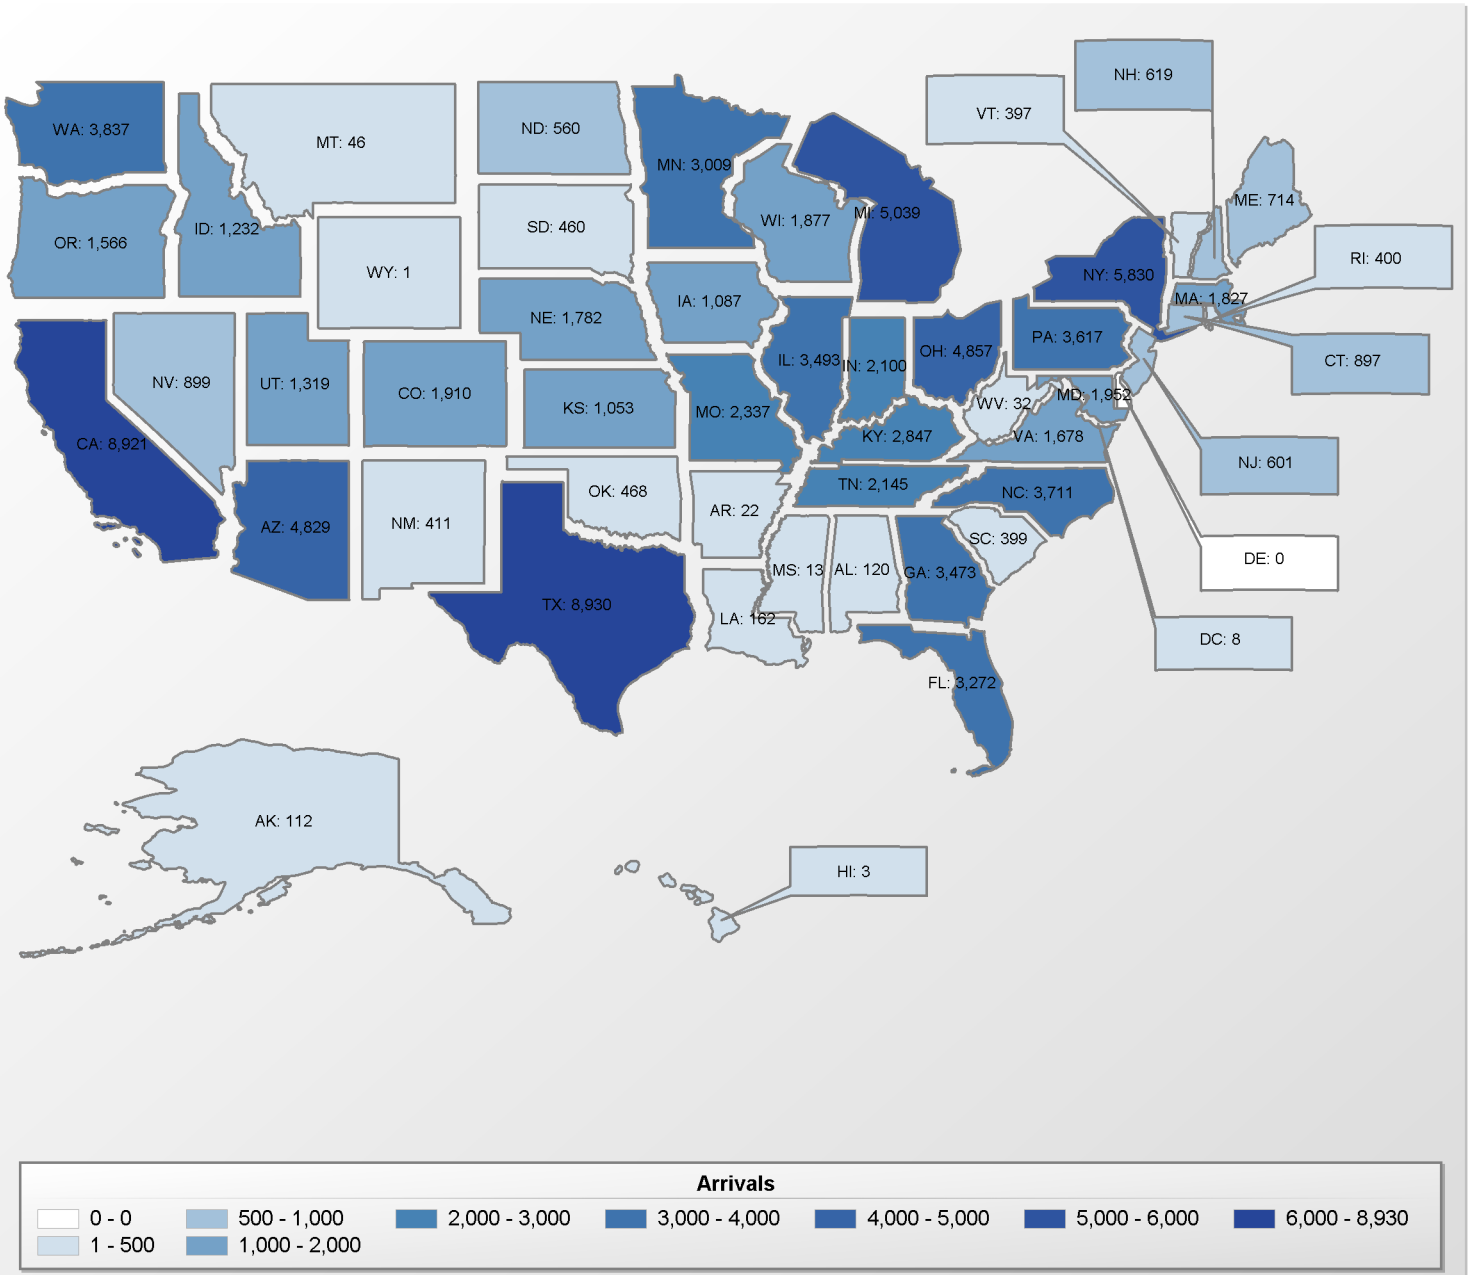 NH: 619
VT: 397
WA: 3,837
ND: 560
MT: 46
MN: 3,009
ME: 714
MI: 5,039
WI: 1,877
SD: 460
ID: 1,232
OR: 1,566
RI: 400
WY: 1
NY: 5,830
MA: 1,827
IA: 1,087
NE: 1,782
PA: 3,617
OH: 4,857
IL: 3,493
IN: 2,100
CT: 897
NV: 899
UT: 1,319
CO: 1,910
MD: 1,952
WV: 32
KS: 1,053
MO: 2,337
KY: 2,847
VA: 1,678
CA: 8,921
NJ: 601
TN: 2,145
OK: 468
NC: 3,711
AR: 22
NM: 411
AZ: 4,829
SC: 399
DE: 0
MS: 13
AL: 120
GA: 3,473
TX: 8,930
LA: 162
DC: 8
FL: 3,272
AK: 112
HI: 3
Arrivals
0 - 0
500 - 1,000
2,000 - 3,000
3,000 - 4,000
4,000 - 5,000
5,000 - 6,000
6,000 - 8,930
1 - 500
1,000 - 2,000